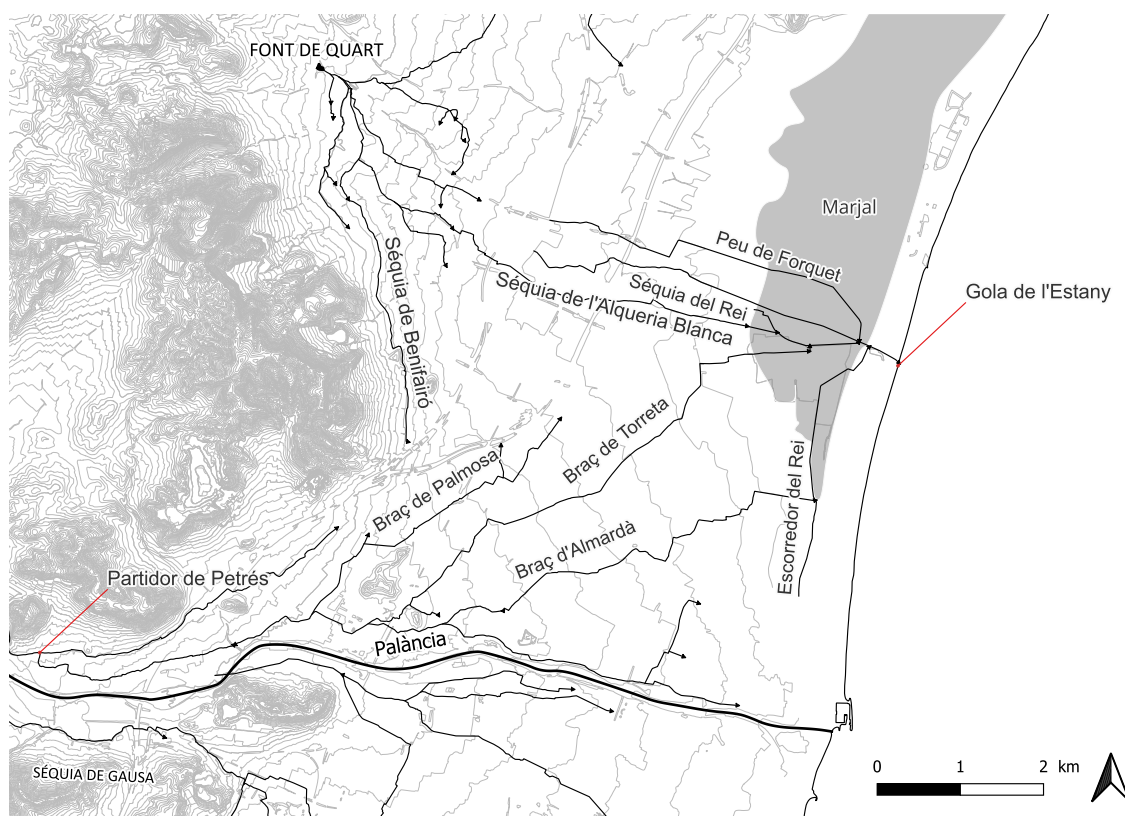 FONT DE QUART
Marjal
Peu de Forquet
Séquia del Rei
Séquia de l'Alqueria Blanca
Gola de l'Estany
Séquia de Benifairó
Braç de Torreta
Braç de Palmosa
Escorredor del Rei
Braç d'Almardà
Partidor de Petrés
Palància
SÉQUIA DE GAUSA
0 1 2 km